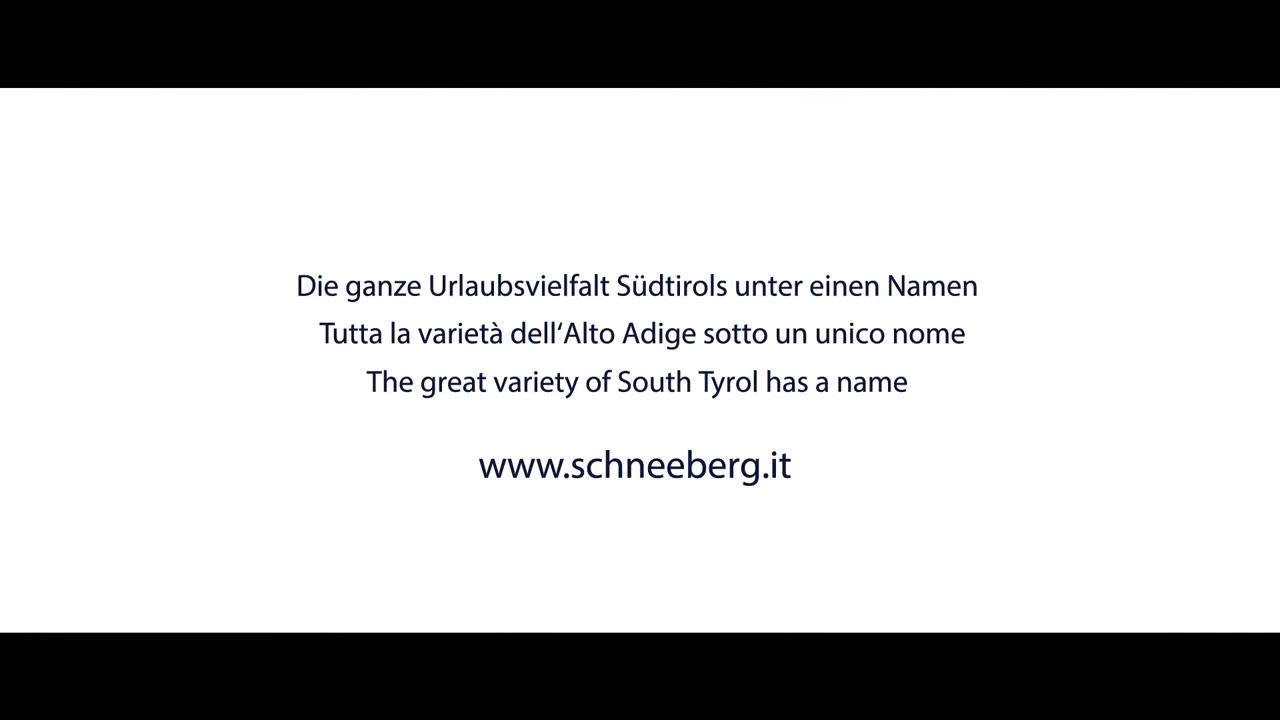 Die ganze Urlaubsvielfalt Südtirols unter einen Namen
Tutta la varietà dell‘Alto Adige sotto un unico nome
The great variety of South Tyrol has a name
www.schneeberg.it